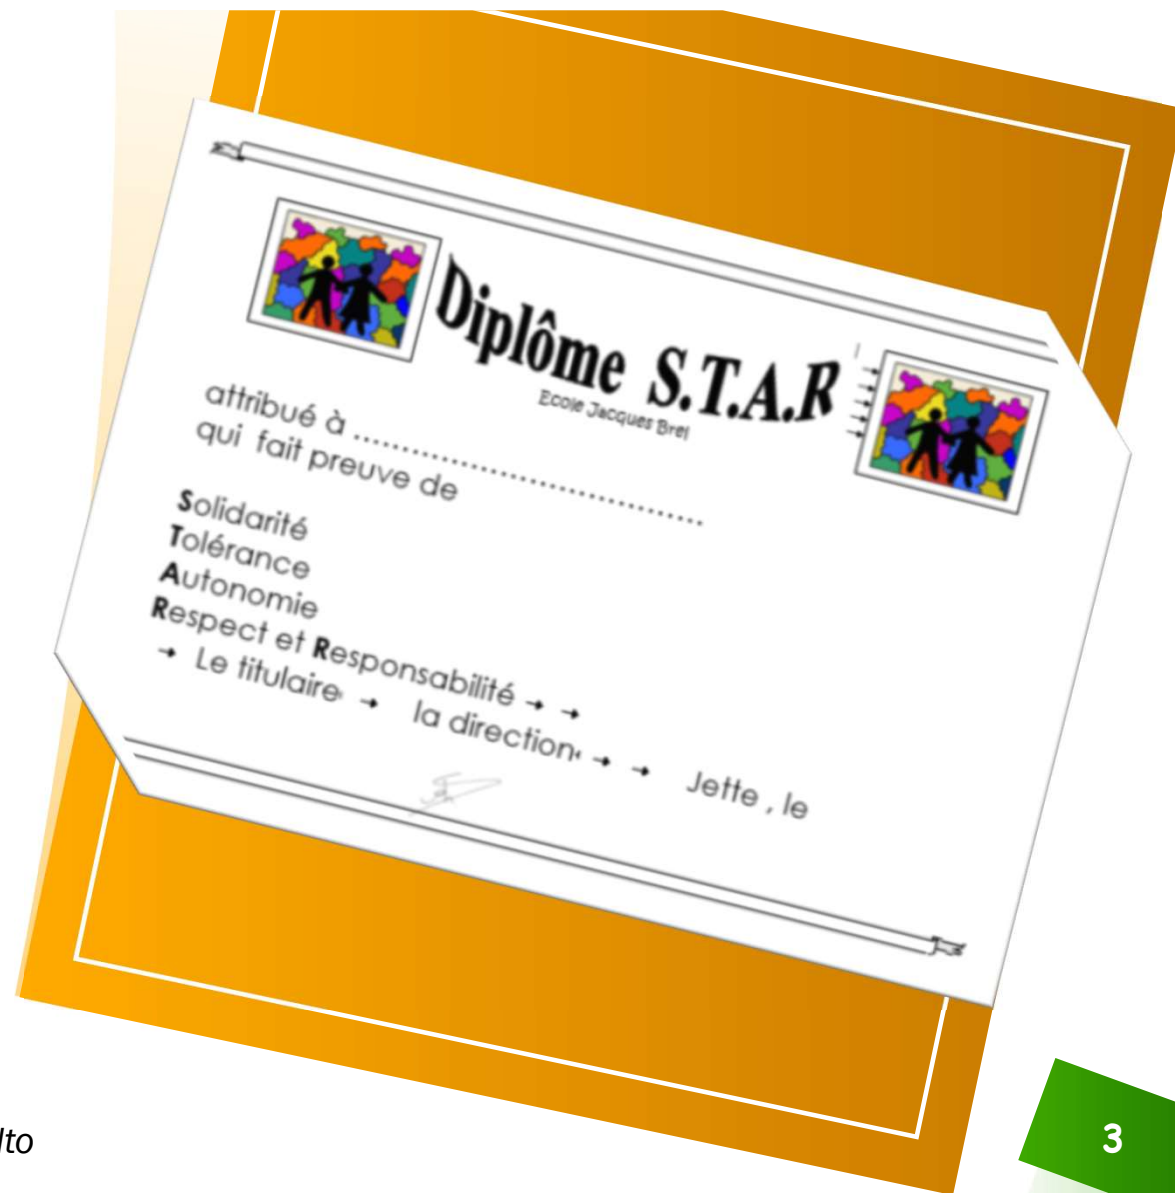 Diplôme S.T.A.R
Ecole Jacques Brel
attribué à ........................................
qui fait preuve de
Solidarité
Tolérance
Autonomie
Respect et Responsabilité → →
→ Le titulaire → la direction → → Jette , le
3